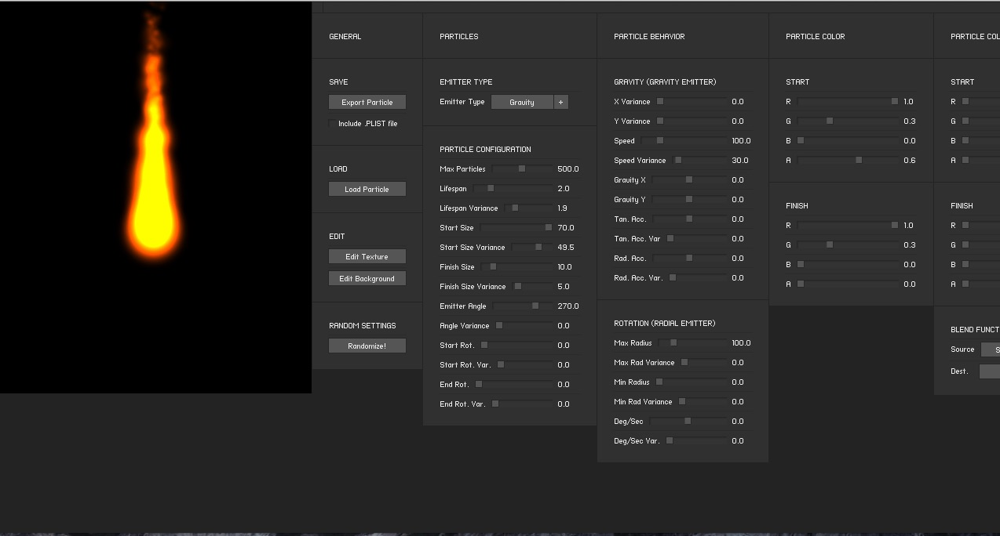 GENERAL
SAVE
Export Particle
Include .PLIST file
LOAD
Load Particle
EDIT
Edit Texture
Edit Background
RANDOM SETTINGS
Randomize!
PARTICLES
EMITTER TYPE
Emitter Type Gravity +
PARTICLE CONFIGURATION
Max Particles 500.0
Lifespan 2.0
Lifespan Variance 1.9
Start Size 70.0
Start Size Variance 49.5
Finish Size 10.0
Finish Size Variance 5.0
Emitter Angle 270.0
Angle Variance 0.0
Start Rot. 0.0
Start Rot. Var. 0.0
End Rot. 0.0
End Rot. Var. 0.0
PARTICLE BEHAVIOR
GRAVITY (GRAVITY EMITTER)
X Variance 0.0
Y Variance 0.0
Speed 100.0
Speed Variance 30.0
Gravity X 0.0
Gravity Y 0.0
Tan. Acc. 0.0
Tan. Acc. Var 0.0
Rad. Acc. 0.0
Rad. Acc. Var. 0.0
ROTATION (RADIAL EMITTER)
Max Radius 100.0
Max Rad Variance 0.0
Min Radius 0.0
Min Rad Variance 0.0
Deg/Sec 0.0
Deg/Sec Var. 0.0
PARTICLE COLOR
START
R 1.0
G 0.3
B 0.0
A 0.6
FINISH
R 1.0
G 0.3
B 0.0
A 0.0
PARTICLE COL
START
R
G
B
A
FINISH
R
G
B
A
BLEND FUNCT
Source S
Dest.